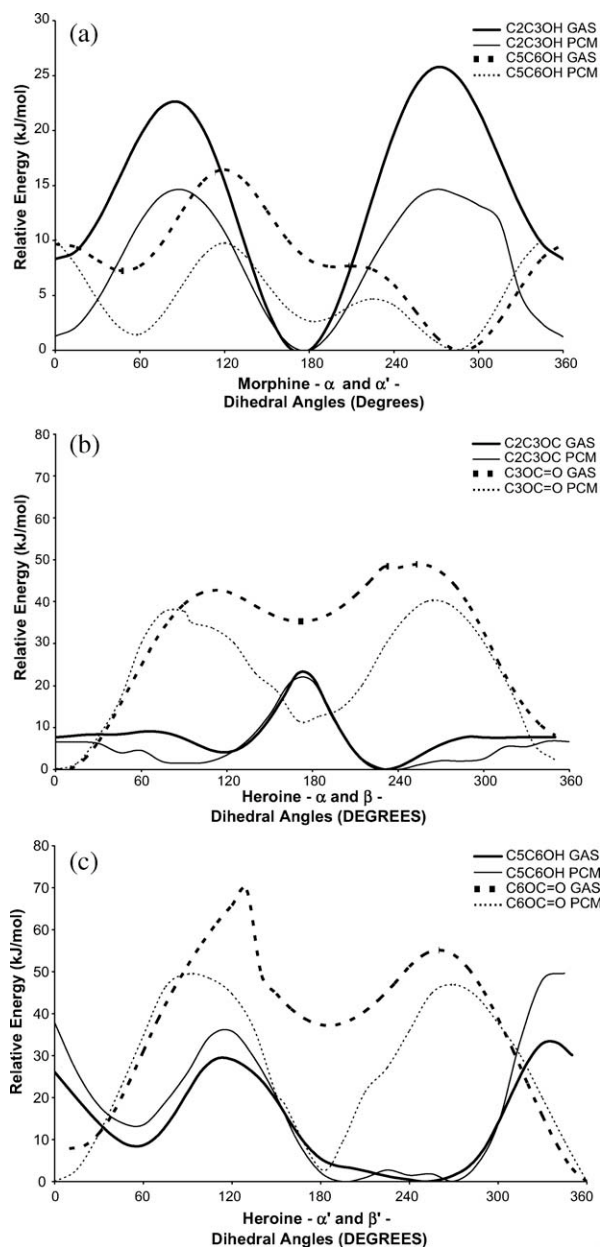 (a)
C2C3OH GAS
C2C3OH PCM
C5C6OH GAS
C5C6OH PCM
Relative Energy (kJ/mol)
30
25
20
15
10
5
0
0 60 120 180 240 300 360
Morphine - α and α' -
Dihedral Angles (Degrees)
(b)
C2C3OC GAS
C2C3OC PCM
C3OC=O GAS
C3OC=O PCM
Relative Energy (kJ/mol)
80
70
60
50
40
30
20
10
0
0 60 120 180 240 300 360
Heroine - α and β -
Dihedral Angles (DEGREES)
(c)
C5C6OH GAS
C5C6OH PCM
C6OC=O GAS
C6OC=O PCM
Relative Energy (kJ/mol)
80
70
60
50
40
30
20
10
0
0 60 120 180 240 300 360
Heroine - α' and β' -
Dihedral Angles (DEGREES)